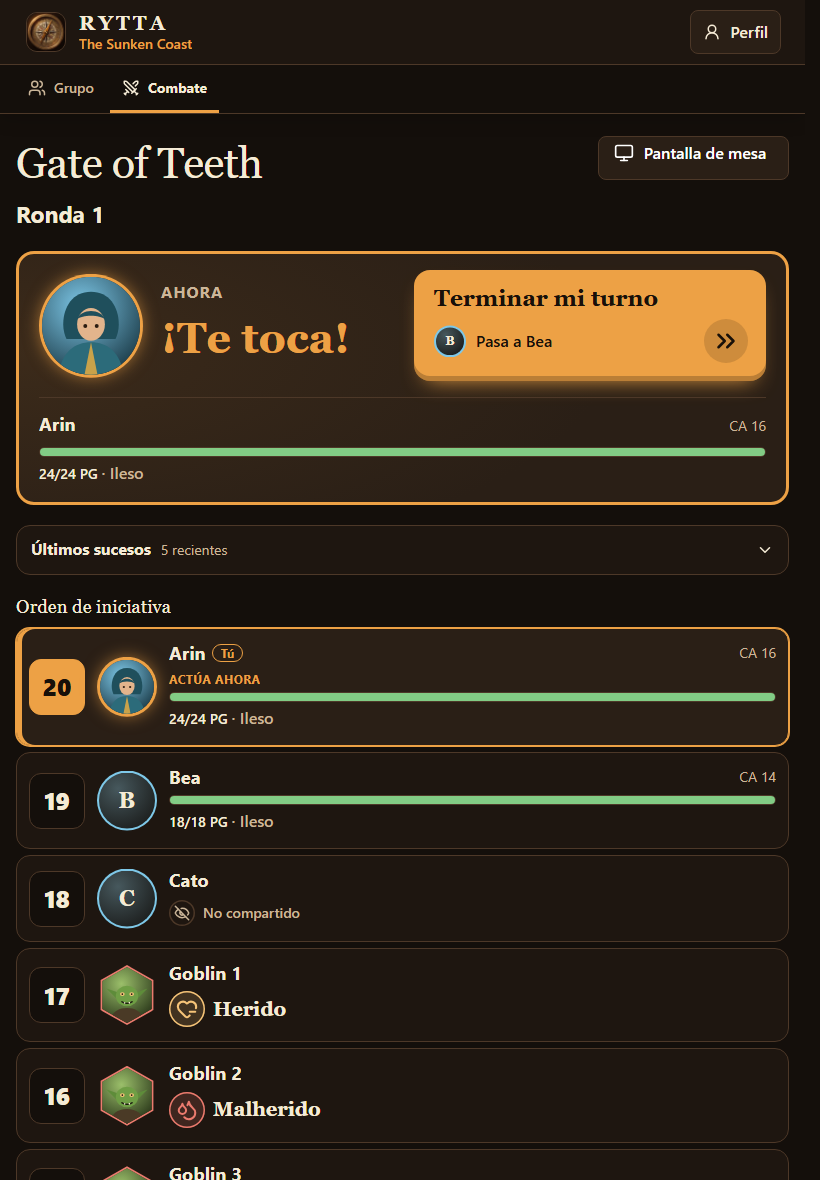 RYTTA
The Sunken Coast
Perfil
Grupo
Combate
Gate of Teeth
Pantalla de mesa
Ronda 1
AHORA
¡Te toca!
Terminar mi turno
B
Pasa a Bea
Arin
CA 16
24/24 PG · Ileso
Últimos sucesos 5 recientes
Orden de iniciativa
20
Arin Tú
CA 16
ACTÚA AHORA
24/24 PG · Ileso
19
B
Bea
CA 14
18/18 PG · Ileso
18
C
Cato
No compartido
17
Goblin 1
Herido
16
Goblin 2
Malherido
Goblin 3